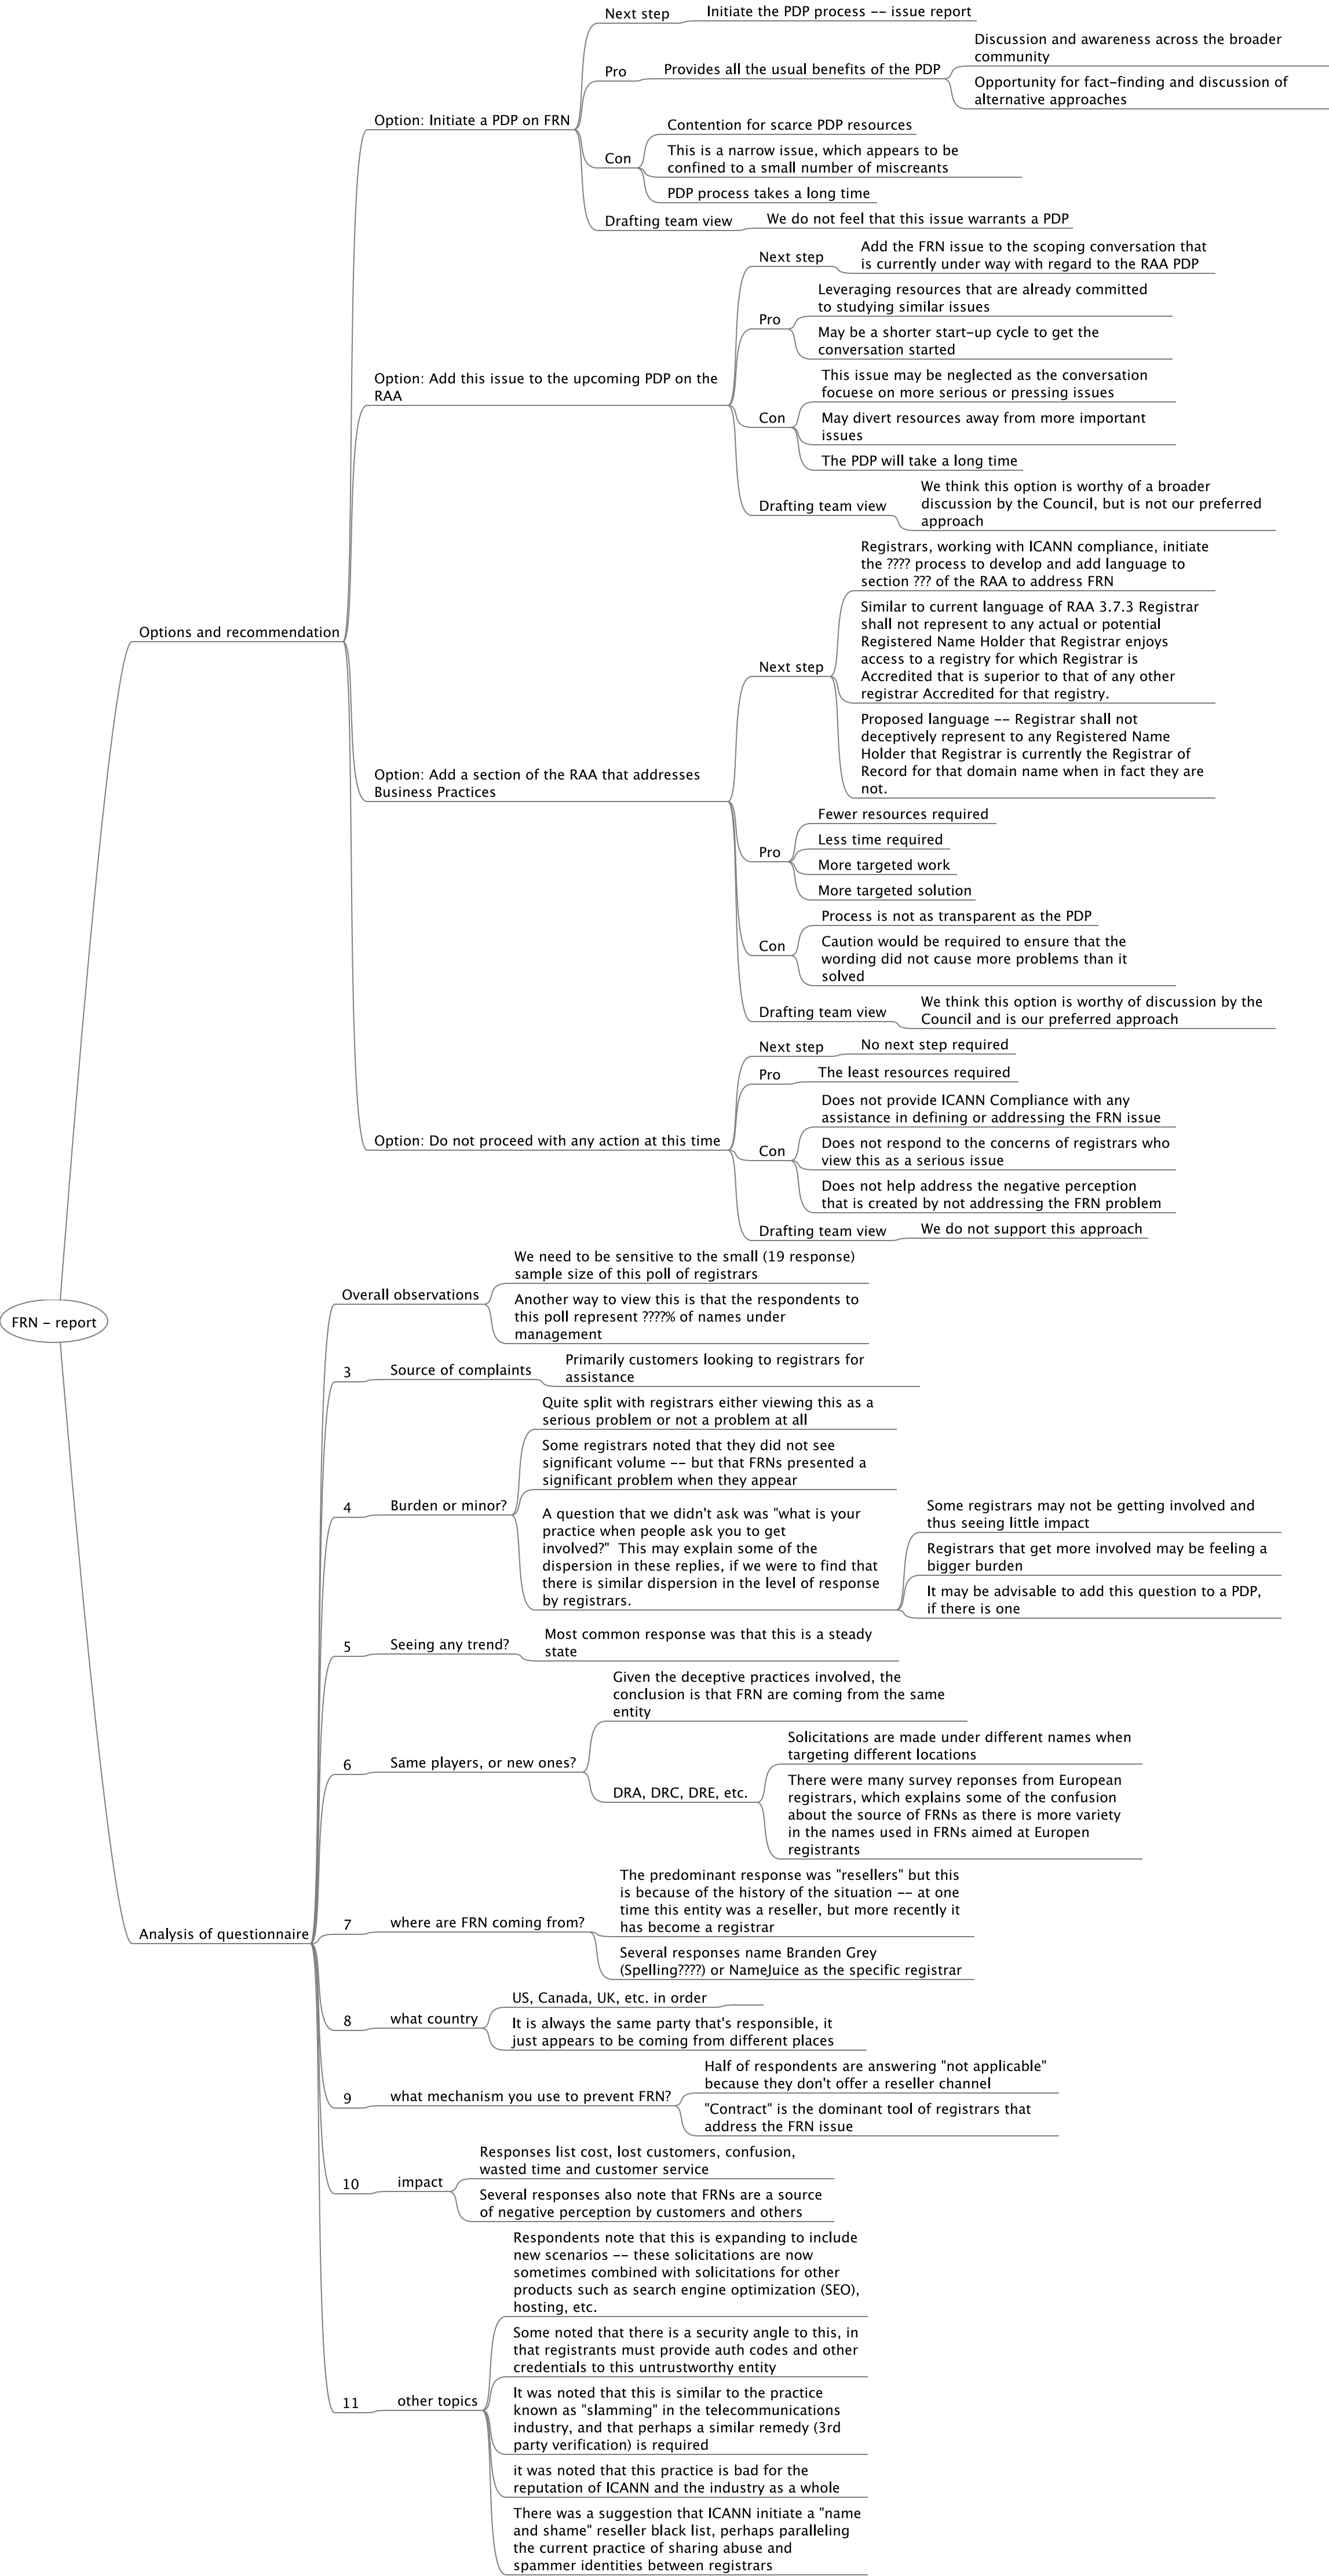 FRN – report
Options and recommendation
Option: Initiate a PDP on FRN
Next step
Initiate the PDP process –– issue report
Pro
Provides all the usual benefits of the PDP
Discussion and awareness across the broader
community
Opportunity for fact–finding and discussion of
alternative approaches
Con
Contention for scarce PDP resources
This is a narrow issue, which appears to be
confined to a small number of miscreants
PDP process takes a long time
Drafting team view
We do not feel that this issue warrants a PDP
Option: Add this issue to the upcoming PDP on the
RAA
Next step
Add the FRN issue to the scoping conversation that
is currently under way with regard to the RAA PDP
Pro
Leveraging resources that are already committed
to studying similar issues
May be a shorter start–up cycle to get the
conversation started
Con
This issue may be neglected as the conversation
focuese on more serious or pressing issues
May divert resources away from more important
issues
The PDP will take a long time
Drafting team view
We think this option is worthy of a broader
discussion by the Council, but is not our preferred
approach
Option: Add a section of the RAA that addresses
Business Practices
Next step
Registrars, working with ICANN compliance, initiate
the ???? process to develop and add language to
section ??? of the RAA to address FRN
Similar to current language of RAA 3.7.3 Registrar
shall not represent to any actual or potential
Registered Name Holder that Registrar enjoys
access to a registry for which Registrar is
Accredited that is superior to that of any other
registrar Accredited for that registry.
Proposed language –– Registrar shall not
deceptively represent to any Registered Name
Holder that Registrar is currently the Registrar of
Record for that domain name when in fact they are
not.
Pro
Fewer resources required
Less time required
More targeted work
More targeted solution
Con
Process is not as transparent as the PDP
Caution would be required to ensure that the
wording did not cause more problems than it
solved
Drafting team view
We think this option is worthy of discussion by the
Council and is our preferred approach
Option: Do not proceed with any action at this time
Next step
No next step required
Pro
The least resources required
Con
Does not provide ICANN Compliance with any
assistance in defining or addressing the FRN issue
Does not respond to the concerns of registrars who
view this as a serious issue
Does not help address the negative perception
that is created by not addressing the FRN problem
Drafting team view
We do not support this approach
Analysis of questionnaire
Overall observations
We need to be sensitive to the small (19 response)
sample size of this poll of registrars
Another way to view this is that the respondents to
this poll represent ????% of names under
management
3
Source of complaints
Primarily customers looking to registrars for
assistance
4
Burden or minor?
Quite split with registrars either viewing this as a
serious problem or not a problem at all
Some registrars noted that they did not see
significant volume –– but that FRNs presented a
significant problem when they appear
A question that we didn't ask was "what is your
practice when people ask you to get
involved?"  This may explain some of the
dispersion in these replies, if we were to find that
there is similar dispersion in the level of response
by registrars.
Some registrars may not be getting involved and
thus seeing little impact
Registrars that get more involved may be feeling a
bigger burden
It may be advisable to add this question to a PDP,
if there is one
5
Seeing any trend?
Most common response was that this is a steady
state
6
Same players, or new ones?
Given the deceptive practices involved, the
conclusion is that FRN are coming from the same
entity
DRA, DRC, DRE, etc.
Solicitations are made under different names when
targeting different locations
There were many survey reponses from European
registrars, which explains some of the confusion
about the source of FRNs as there is more variety
in the names used in FRNs aimed at Europen
registrants
7
where are FRN coming from?
The predominant response was "resellers" but this
is because of the history of the situation –– at one
time this entity was a reseller, but more recently it
has become a registrar
Several responses name Branden Grey
(Spelling????) or NameJuice as the specific registrar
8
what country
US, Canada, UK, etc. in order
It is always the same party that's responsible, it
just appears to be coming from different places
9
what mechanism you use to prevent FRN?
Half of respondents are answering "not applicable"
because they don't offer a reseller channel
"Contract" is the dominant tool of registrars that
address the FRN issue
10
impact
Responses list cost, lost customers, confusion,
wasted time and customer service
Several responses also note that FRNs are a source
of negative perception by customers and others
11
other topics
Respondents note that this is expanding to include
new scenarios –– these solicitations are now
sometimes combined with solicitations for other
products such as search engine optimization (SEO),
hosting, etc.
Some noted that there is a security angle to this, in
that registrants must provide auth codes and other
credentials to this untrustworthy entity
It was noted that this is similar to the practice
known as "slamming" in the telecommunications
industry, and that perhaps a similar remedy (3rd
party verification) is required
it was noted that this practice is bad for the
reputation of ICANN and the industry as a whole
There was a suggestion that ICANN initiate a "name
and shame" reseller black list, perhaps paralleling
the current practice of sharing abuse and
spammer identities between registrars